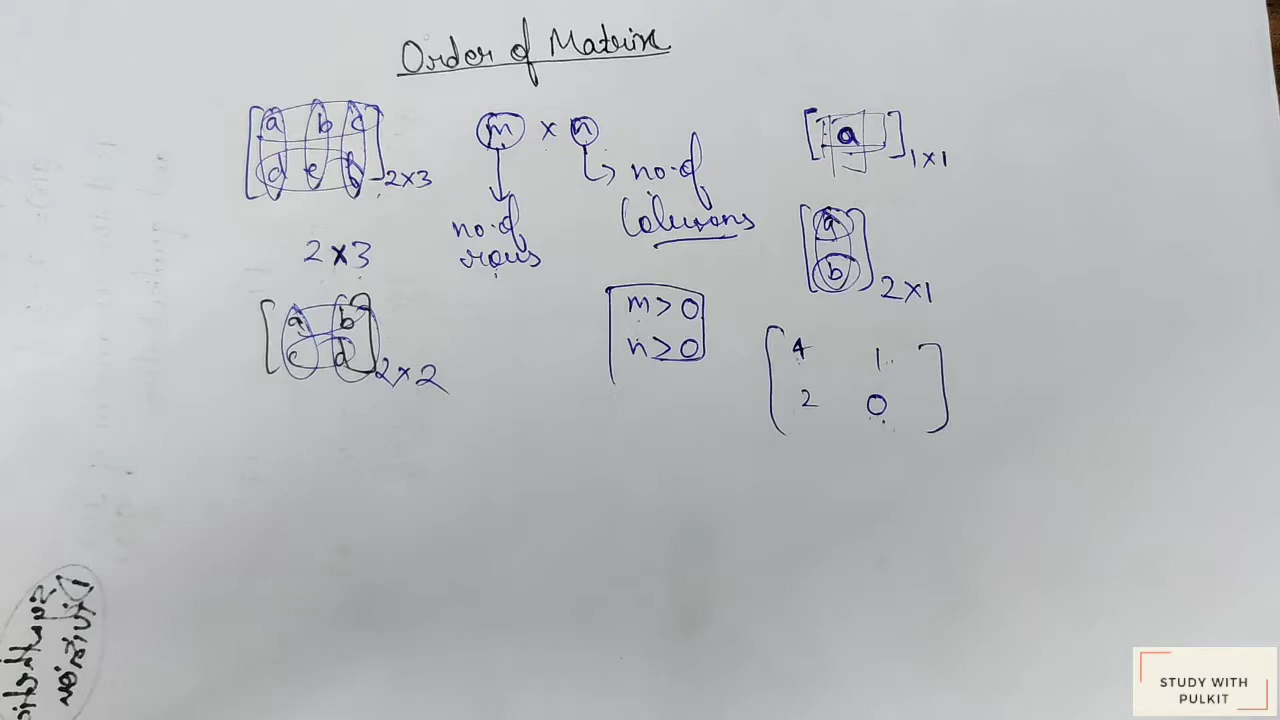 Order of Matrix
[a b c
d e f] 2×3
m × n
no. of rows
no. of Columns
2×3
[a b
c d] 2×2
m>0
n>0
[a] 1×1
[a
b] 2×1
[4 1
2 0]
STUDY WITH
PULKIT